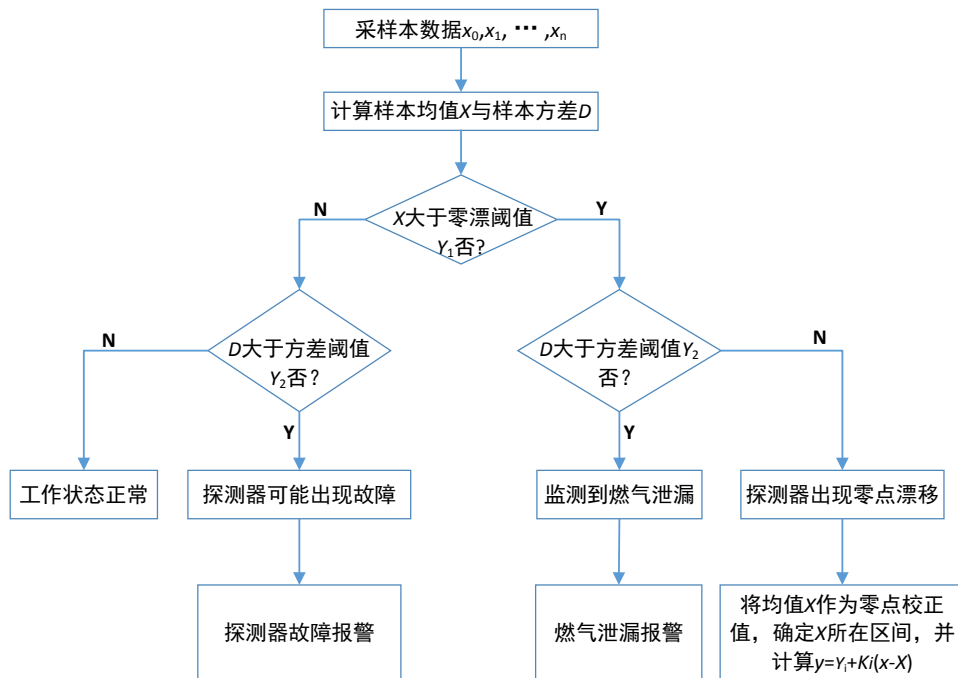 采样本数据x₀,x₁, ··· ,xₙ
计算样本均值X与样本方差D
N
Y
X大于零漂阈值
Y₁否?
N
D大于方差阈值
Y₂否？
D大于方差阈值Y₂
否？
N
Y
Y
工作状态正常
探测器可能出现故障
监测到燃气泄漏
探测器出现零点漂移
探测器故障报警
燃气泄漏报警
将均值X作为零点校正
值，确定X所在区间，并
计算y=Yᵢ+Ki(x-X)